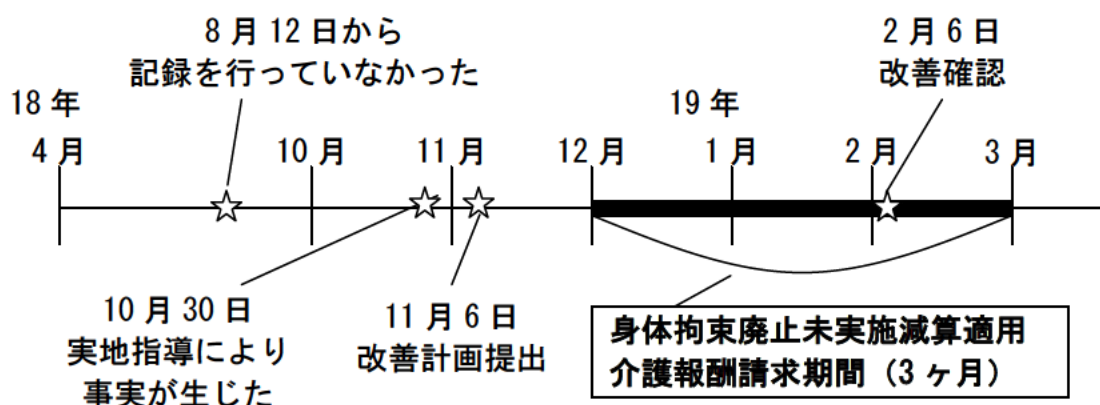 8月12日から
記録を行っていなかった
2月6日
改善確認
18年
19年
4月
10月
11月
12月
1月
2月
3月
10月30日
実地指導により
事実が生じた
11月6日
改善計画提出
身体拘束廃止未実施減算適用
介護報酬請求期間（3ヶ月）